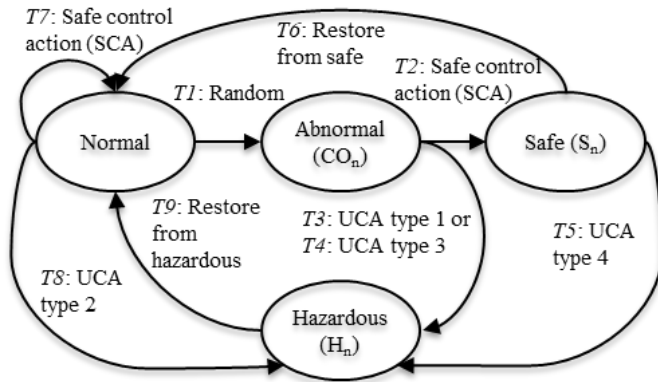 T7: Safe control
action (SCA)
T6: Restore
from safe
T2: Safe control
action (SCA)
T1: Random
Normal
Abnormal
(COn)
Safe (Sn)
T9: Restore
from
hazardous
T3: UCA type 1 or
T4: UCA type 3
T5: UCA
type 4
T8: UCA
type 2
Hazardous
(Hn)